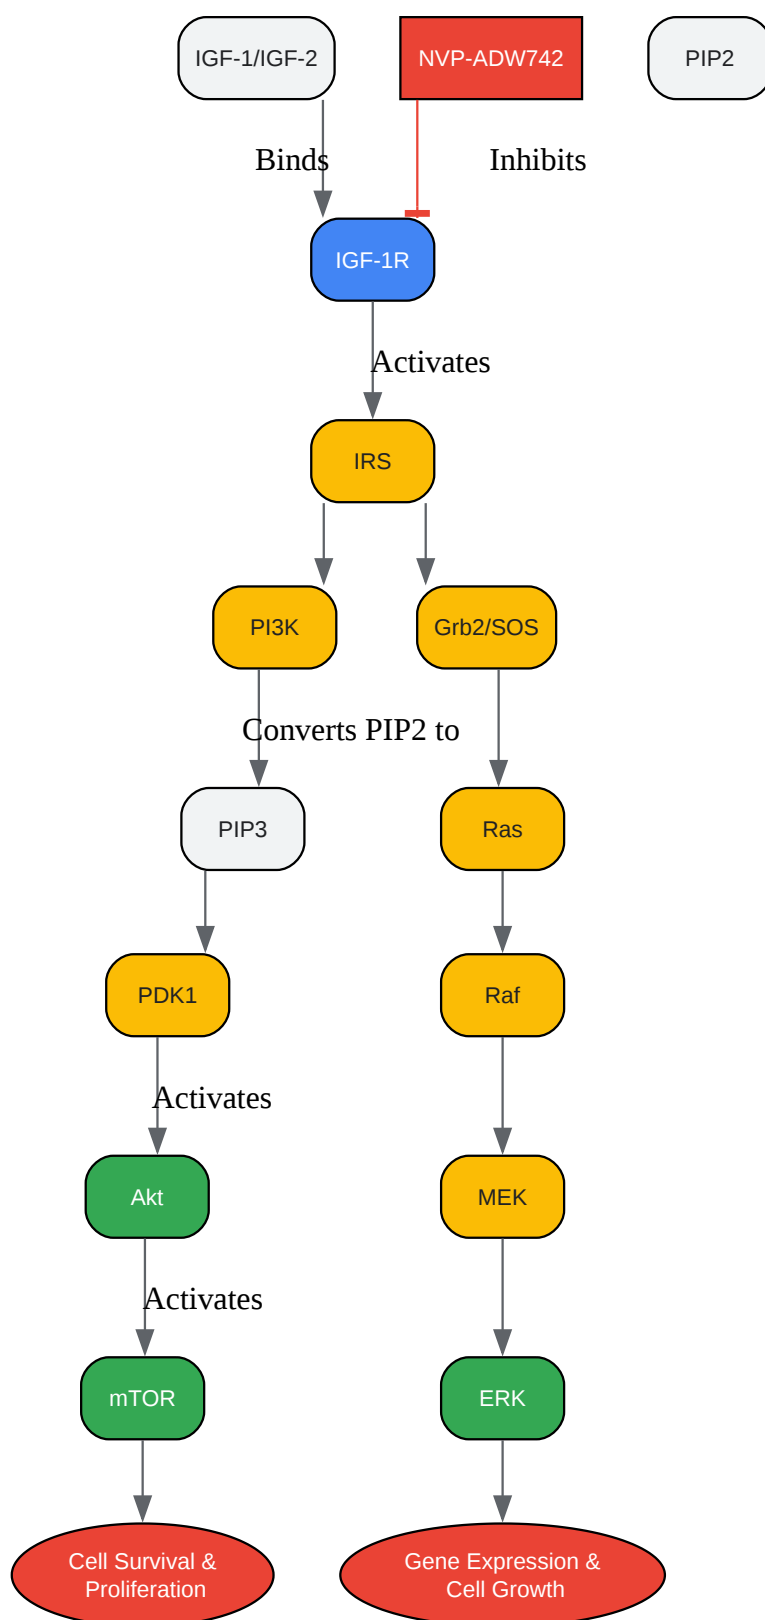 IGF-1/IGF-2
NVP-ADW742
PIP2
Binds
Inhibits
IGF-1R
Activates
IRS
PI3K
Grb2/SOS
Converts PIP2 to
PIP3
Ras
PDK1
Raf
Activates
Akt
MEK
Activates
mTOR
ERK
Cell Survival &
Proliferation
Gene Expression &
Cell Growth